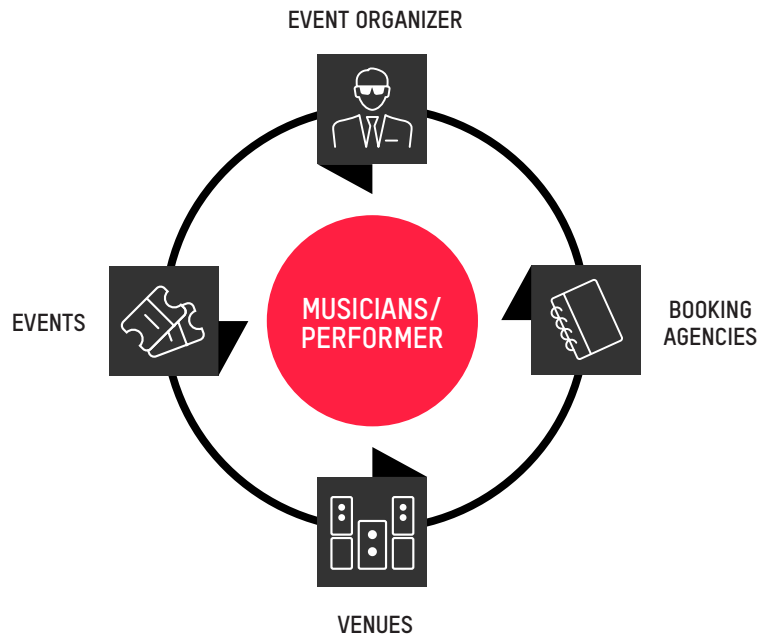 EVENT ORGANIZER
EVENTS
MUSICIANS/
PERFORMER
BOOKING
AGENCIES
VENUES